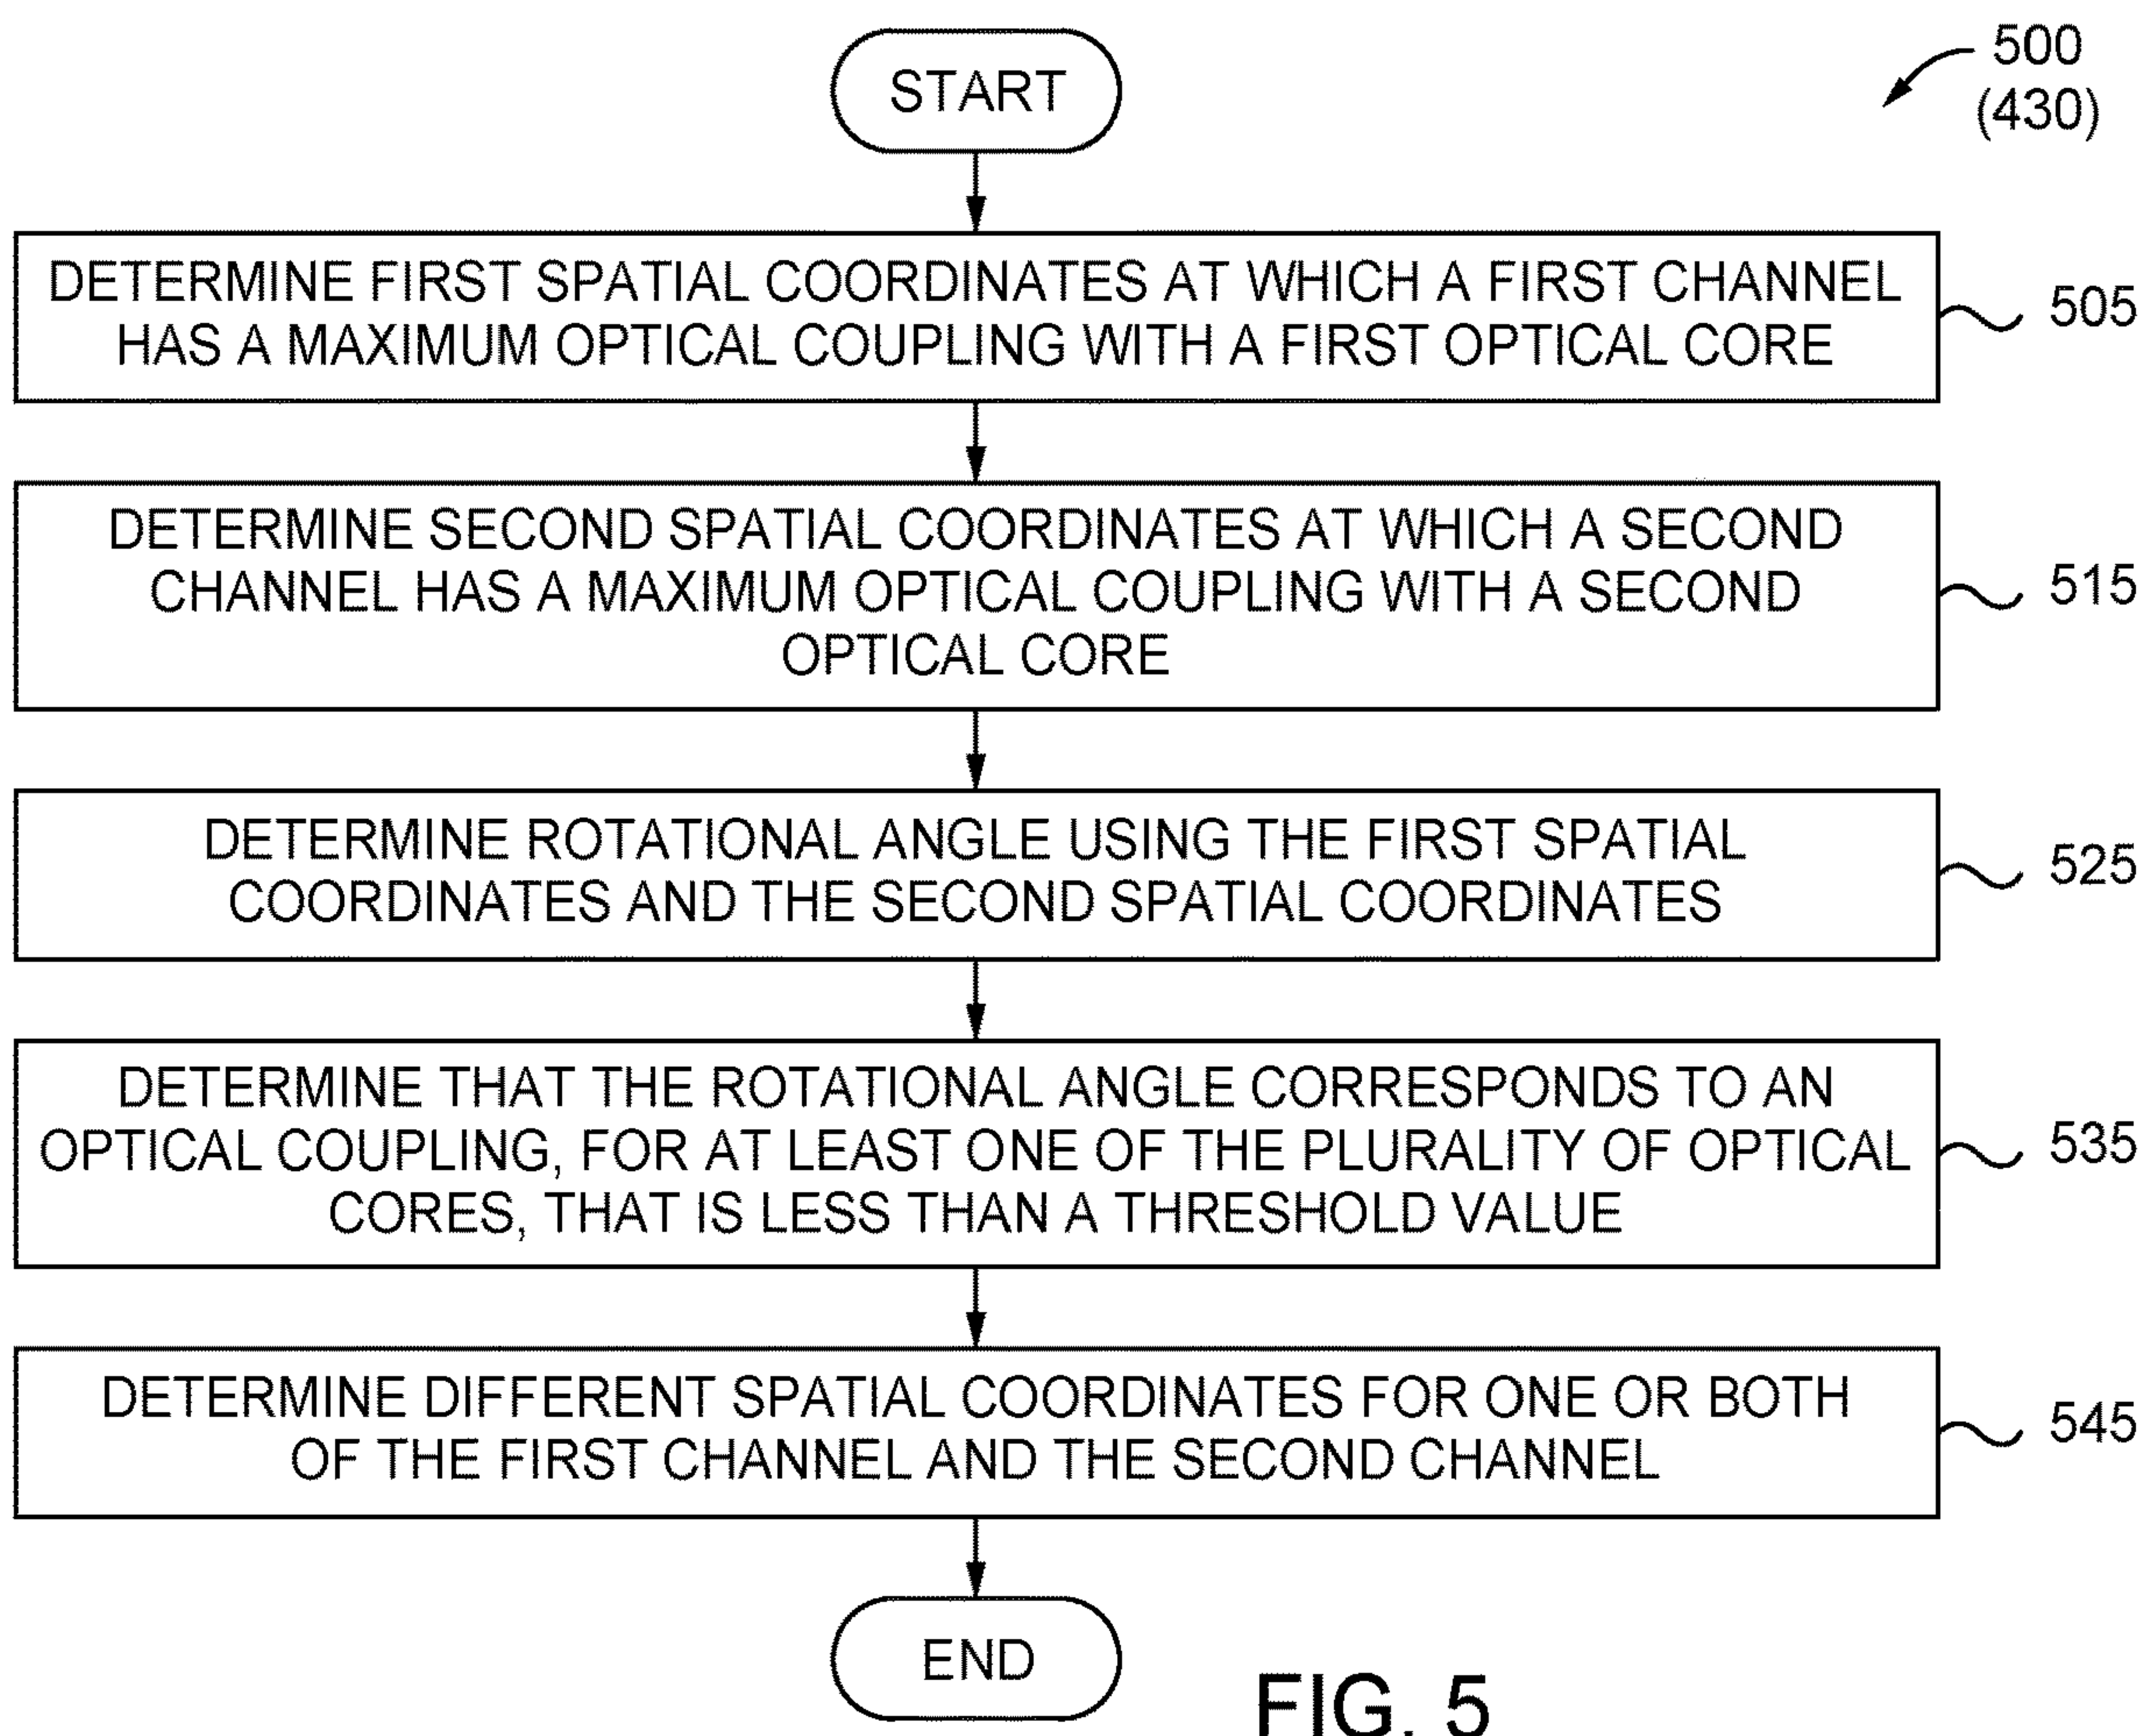 START
500
(430)
DETERMINE FIRST SPATIAL COORDINATES AT WHICH A FIRST CHANNEL
HAS A MAXIMUM OPTICAL COUPLING WITH A FIRST OPTICAL CORE
505
DETERMINE SECOND SPATIAL COORDINATES AT WHICH A SECOND
CHANNEL HAS A MAXIMUM OPTICAL COUPLING WITH A SECOND
OPTICAL CORE
515
DETERMINE ROTATIONAL ANGLE USING THE FIRST SPATIAL
COORDINATES AND THE SECOND SPATIAL COORDINATES
525
DETERMINE THAT THE ROTATIONAL ANGLE CORRESPONDS TO AN
OPTICAL COUPLING, FOR AT LEAST ONE OF THE PLURALITY OF OPTICAL
CORES, THAT IS LESS THAN A THRESHOLD VALUE
535
DETERMINE DIFFERENT SPATIAL COORDINATES FOR ONE OR BOTH
OF THE FIRST CHANNEL AND THE SECOND CHANNEL
545
END
FIG. 5